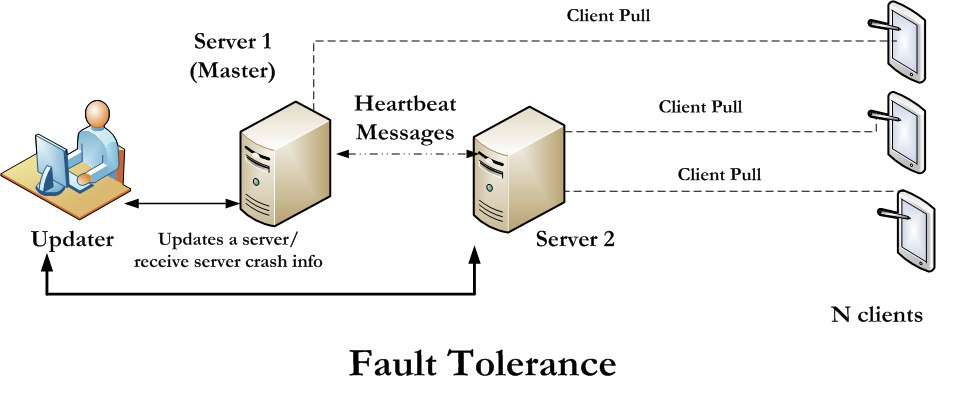 Client Pull
Server 1
(Master)
Heartbeat
Messages
Client Pull
Client Pull
Updater
Updates a server/
receive server crash info
Server 2
N clients
Fault Tolerance